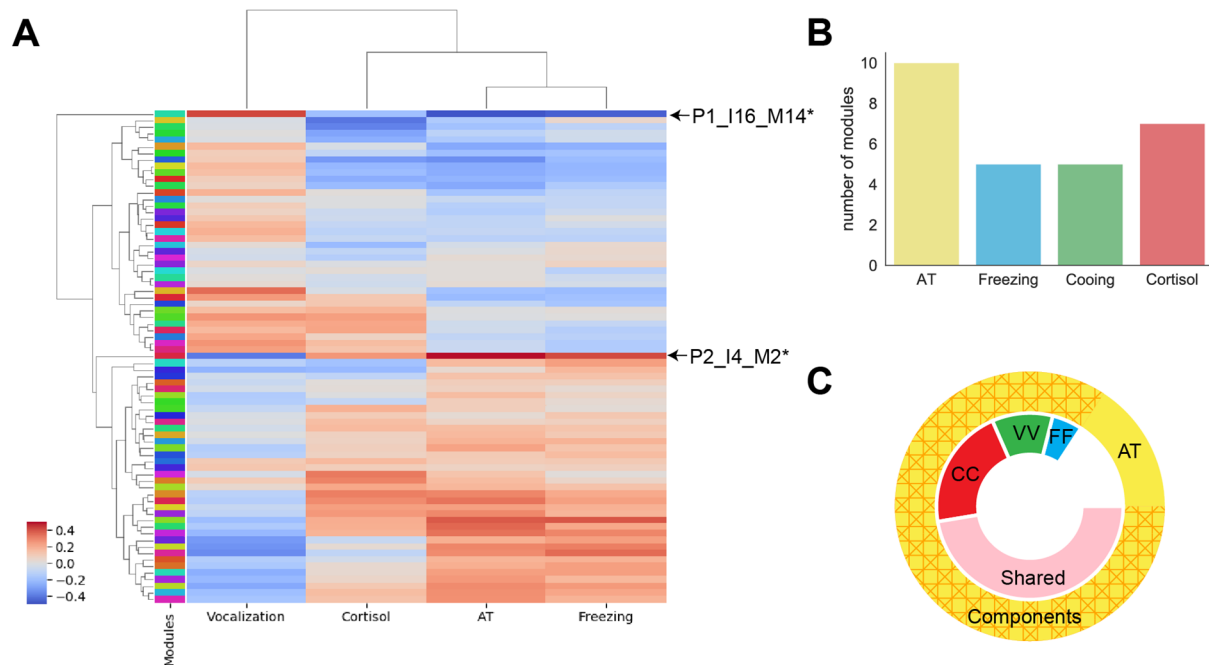 A
P1_I16_M14*
P2_I4_M2*
0.4
0.2
0.0
−0.2
−0.4
Modules
Vocalization
Cortisol
AT
Freezing
B
number of modules
10
8
6
4
2
0
AT
Freezing
Cooing
Cortisol
C
VV
FF
AT
CC
Shared
Components